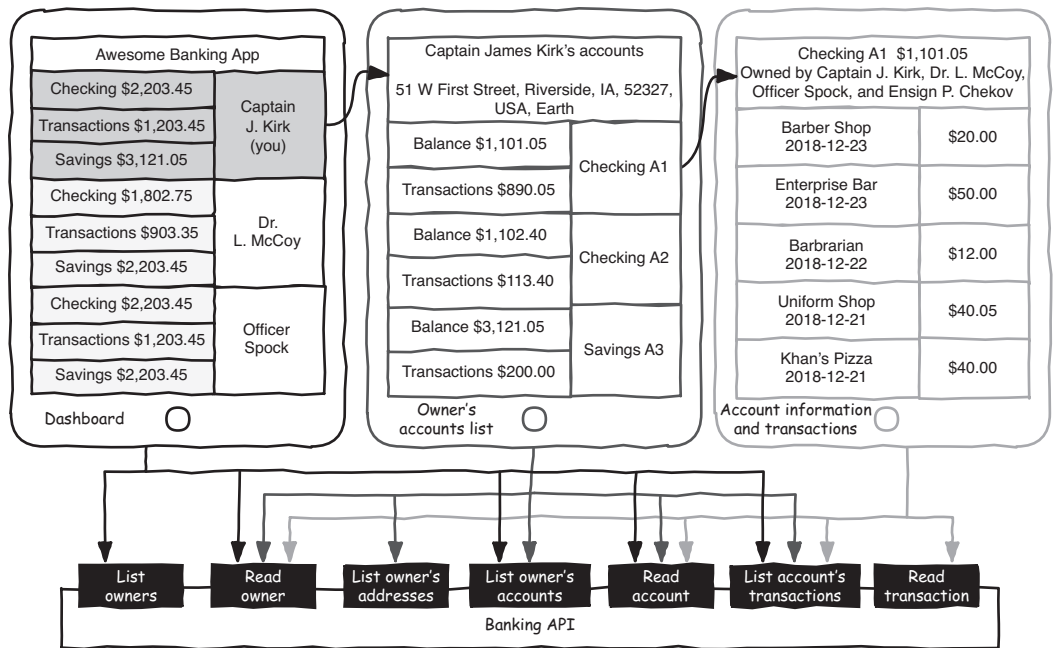 Awesome Banking App
Checking $2,203.45
Transactions $1,203.45
Savings $3,121.05
Captain
J. Kirk
(you)
Checking $1,802.75
Transactions $903.35
Savings $2,203.45
Dr.
L. McCoy
Checking $2,203.45
Transactions $1,203.45
Savings $2,203.45
Officer
Spock
Dashboard
Captain James Kirk's accounts
51 W First Street, Riverside, IA, 52327,
USA, Earth
Balance $1,101.05
Transactions $890.05
Checking A1
Balance $1,102.40
Transactions $113.40
Checking A2
Balance $3,121.05
Transactions $200.00
Savings A3
Owner's
accounts list
Checking A1 $1,101.05
Owned by Captain J. Kirk, Dr. L. McCoy,
Officer Spock, and Ensign P. Chekov
Barber Shop
2018-12-23
$20.00
Enterprise Bar
2018-12-23
$50.00
Barbrarian
2018-12-22
$12.00
Uniform Shop
2018-12-21
$40.05
Khan's Pizza
2018-12-21
$40.00
Account information
and transactions
List
owners
Read
owner
List owner's
addresses
List owner's
accounts
Read
account
List account's
transactions
Read
transaction
Banking API